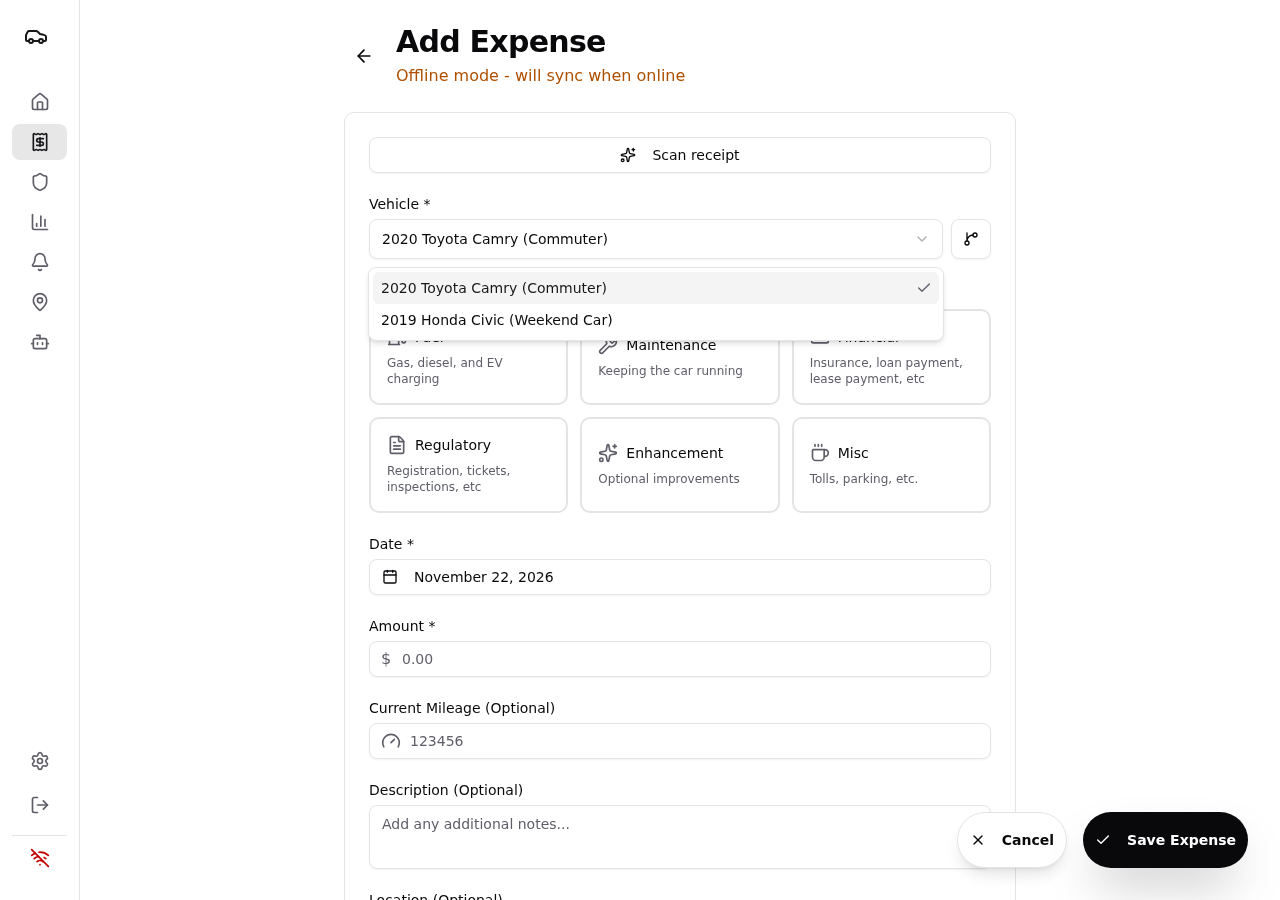 Add Expense
Offline mode - will sync when online
Scan receipt
Vehicle *
2020 Toyota Camry (Commuter)
2020 Toyota Camry (Commuter)
2019 Honda Civic (Weekend Car)
Gas, diesel, and EV
charging
Maintenance
Keeping the car running
Insurance, loan payment,
lease payment, etc
Regulatory
Registration, tickets,
inspections, etc
Enhancement
Optional improvements
Misc
Tolls, parking, etc.
Date *
November 22, 2026
Amount *
$ 0.00
Current Mileage (Optional)
123456
Description (Optional)
Add any additional notes...
Cancel
Save Expense
Location (Optional)